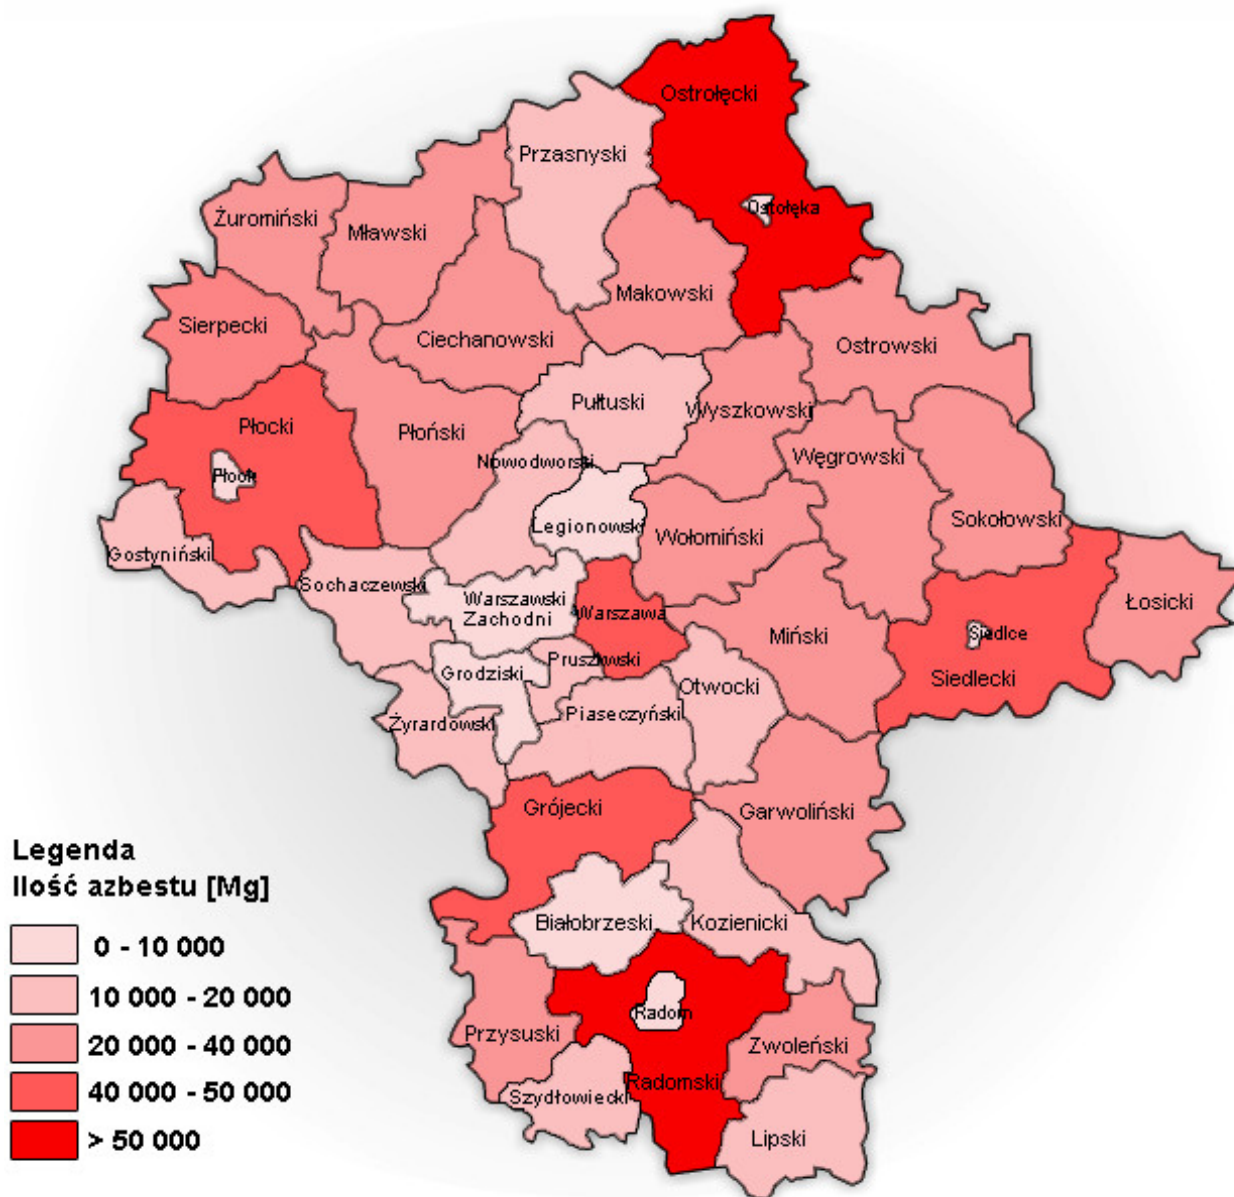 Ostrołęcki
Przasnyski
Ostołęka
Żuromiński
Mławski
Makowski
Sierpecki
Ciechanowski
Ostrowski
Pułtuski
Wyszkowski
Płocki
Płoński
Nowodworski
Węgrowski
Płock
Legionowski
Wołomiński
Sokołowski
Gostyniński
Sochaczewski
Warszawski
Zachodni
Warszawa
Miński
Siedlce
Łosicki
Pruszkowski
Grodziski
Otwocki
Siedlecki
Piaseczyński
Żyrardowski
Grójecki
Garwoliński
Legenda
Ilość azbestu [Mg]
0 - 10 000
10 000 - 20 000
20 000 - 40 000
40 000 - 50 000
> 50 000
Białobrzeski
Kozienicki
Radom
Przysuski
Zwoleński
Radomski
Szydłowiecki
Lipski